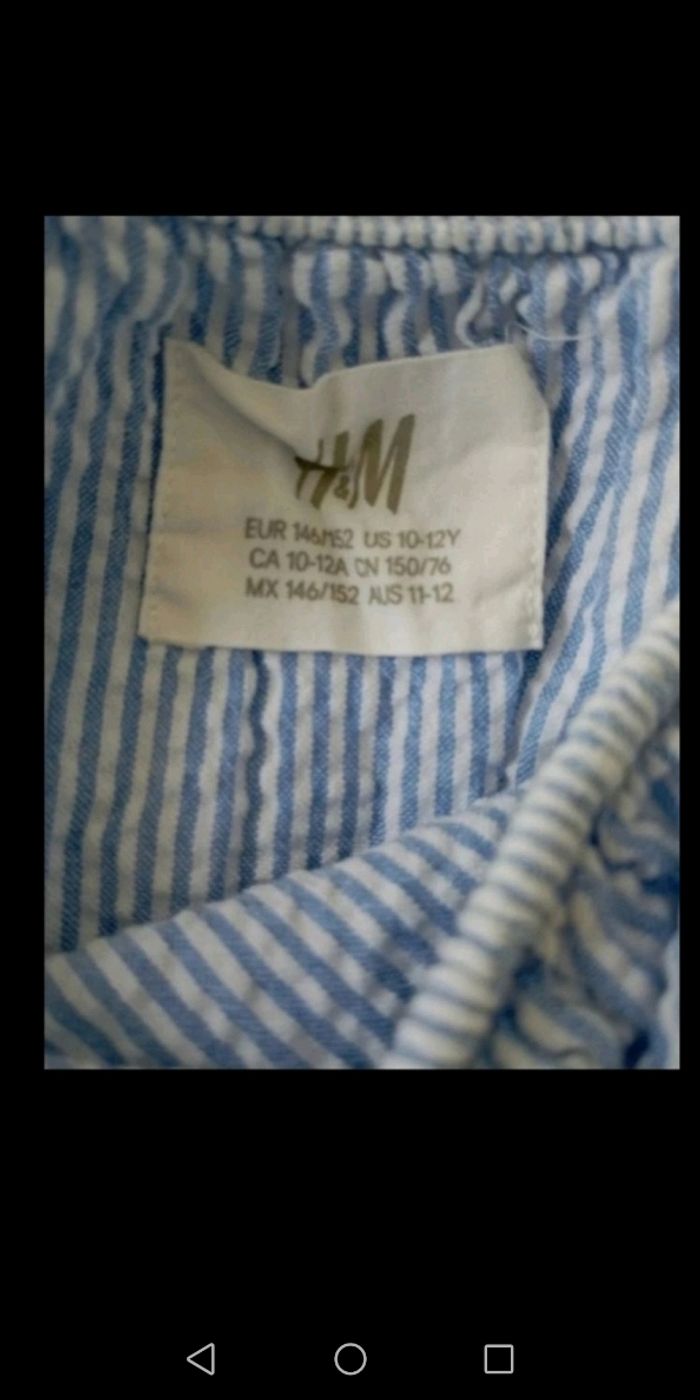 H&M
EUR 146/152 US 10-12Y
CA 10-12A CN 150/76
MX 146/152 AUS 11-12